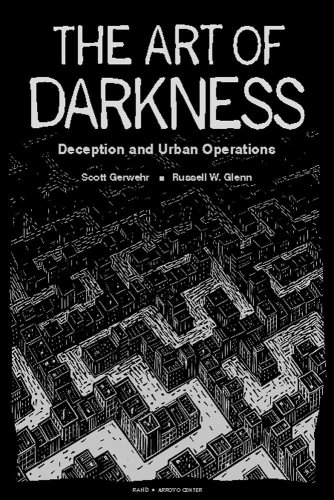 THE ART OF
DARKNESS
Deception and Urban Operations
Scott Gerwehr ■ Russell W. Glenn
RAND • ARROYO CENTER